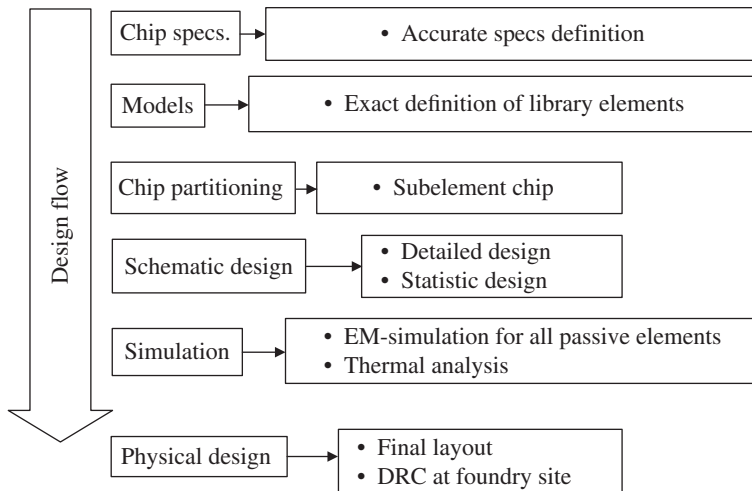 Design flow
Chip specs.
• Accurate specs definition
Models
• Exact definition of library elements
Chip partitioning
• Subelement chip
Schematic design
• Detailed design
• Statistic design
Simulation
• EM-simulation for all passive elements
• Thermal analysis
Physical design
• Final layout
• DRC at foundry site